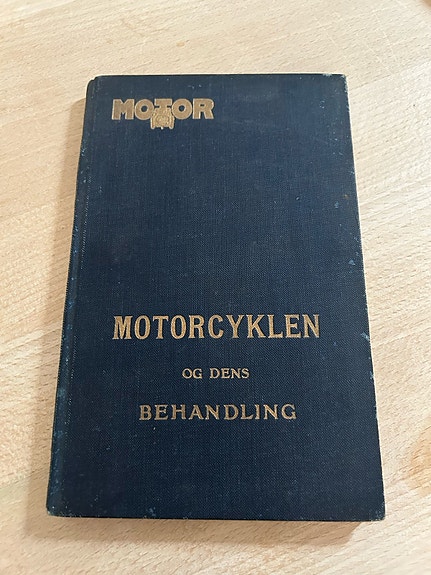 MOTOR
MOTORCYKLEN
OG DENS
BEHANDLING